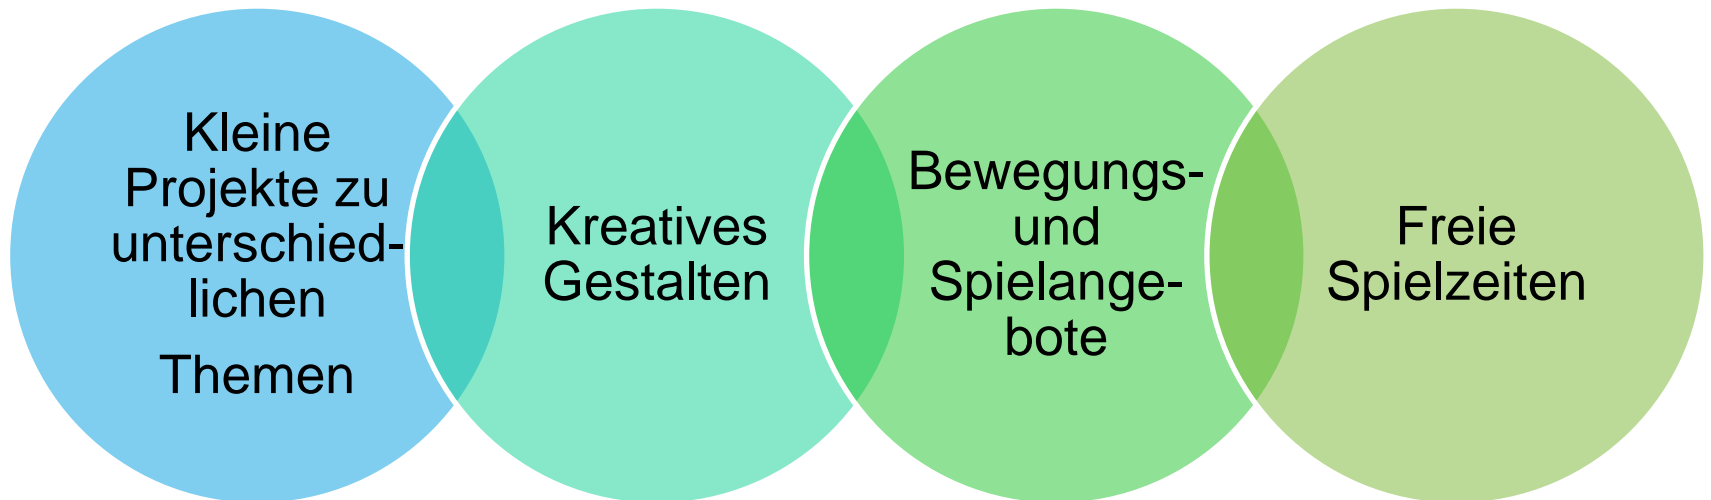 Kleine
Projekte zu
unterschied-
lichen
Themen
Kreatives
Gestalten
Bewegungs-
und
Spielange-
bote
Freie
Spielzeiten